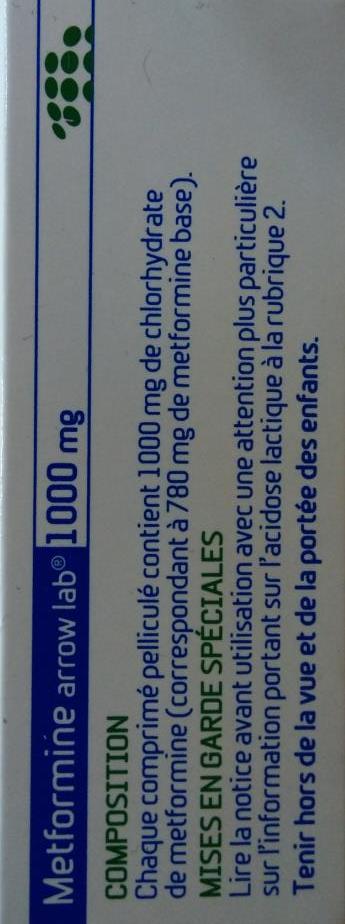 Metformine arrow lab® 1000 mg
COMPOSITION
Chaque comprimé pelliculé contient 1000 mg de chlorhydrate
de metformine (correspondant à 780 mg de metformine base).
MISES EN GARDE SPÉCIALES
Lire la notice avant utilisation avec une attention plus particulière
sur l'information portant sur l'acidose lactique à la rubrique 2.
Tenir hors de la vue et de la portée des enfants.